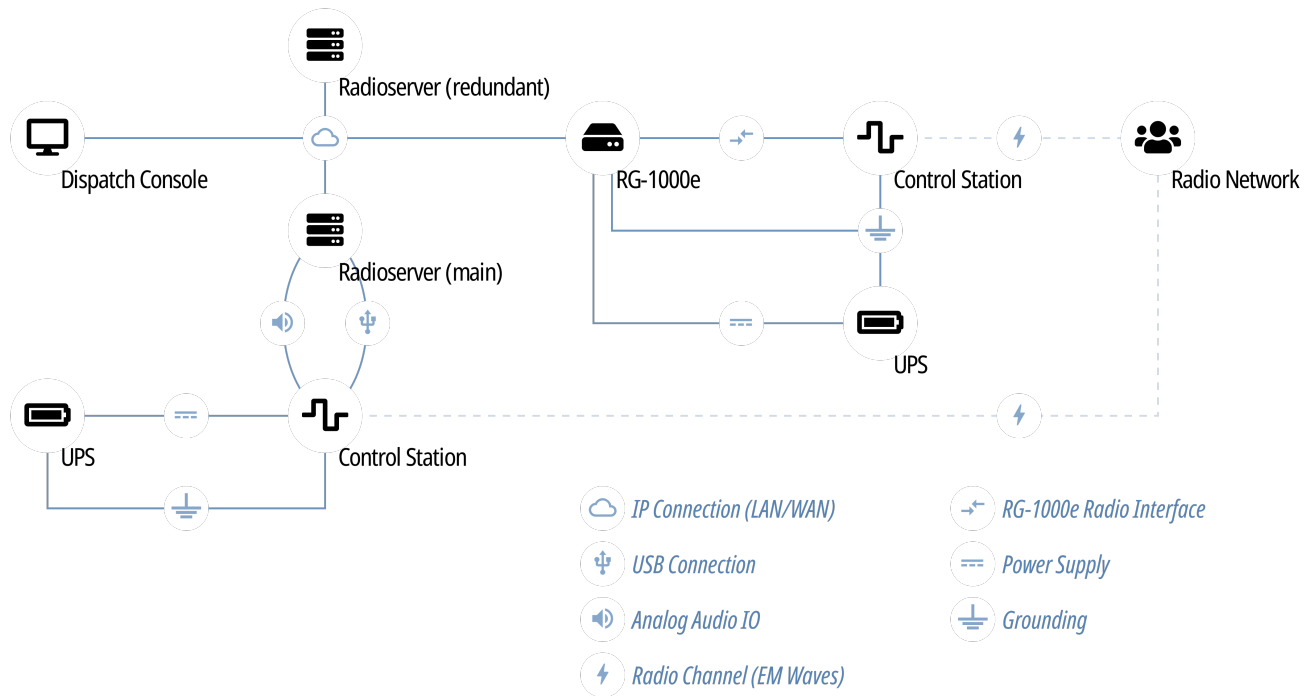 Radioserver (redundant)
Dispatch Console
RG-1000e
Control Station
Radio Network
Radioserver (main)
UPS
UPS
Control Station
IP Connection (LAN/WAN)
RG-1000e Radio Interface
USB Connection
Power Supply
Analog Audio IO
Grounding
Radio Channel (EM Waves)